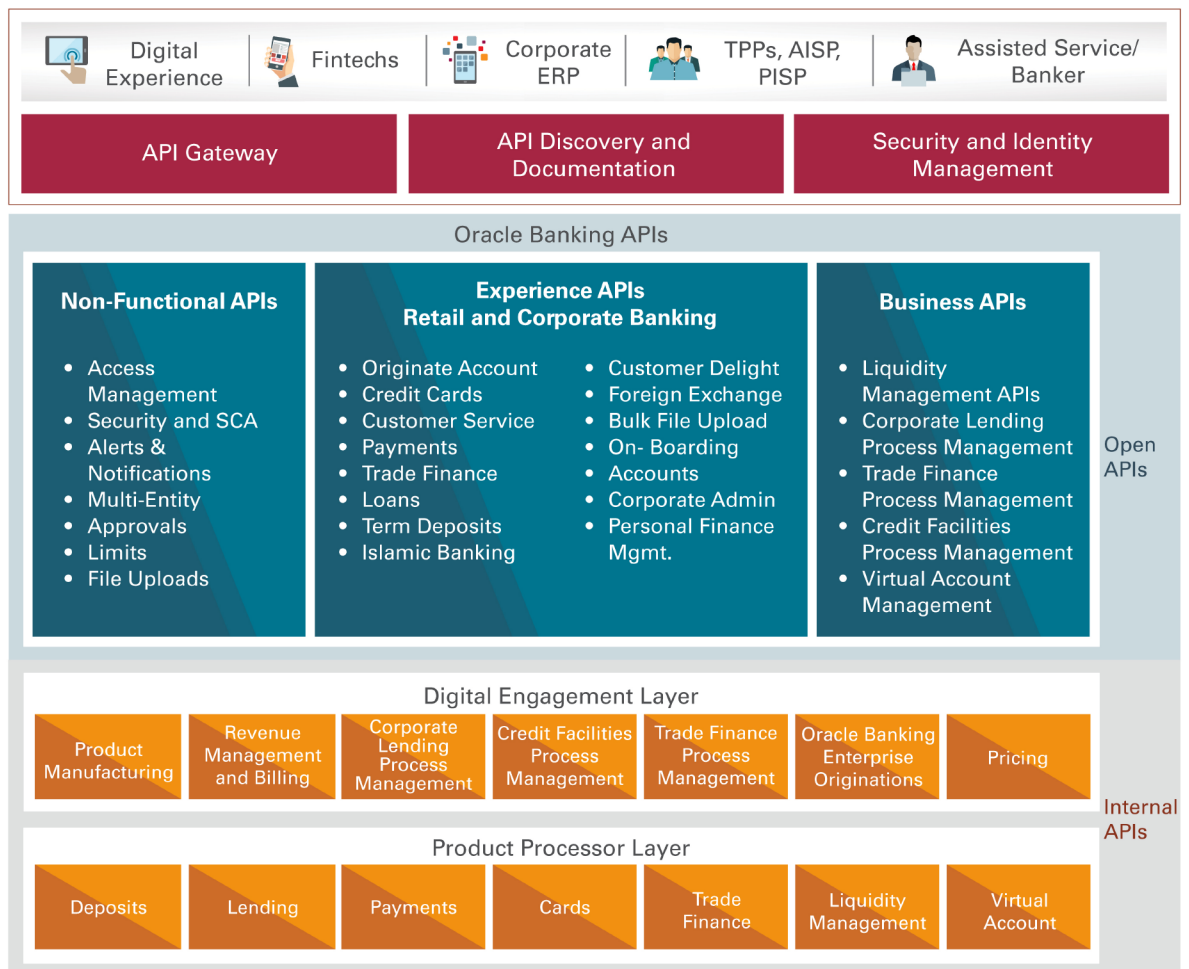 Digital
Experience
Fintechs
Corporate
ERP
TPPs, AISP,
PISP
Assisted Service/
Banker
API Gateway
API Discovery and
Documentation
Security and Identity
Management
Oracle Banking APIs
Non-Functional APIs
• Access
Management
• Security and SCA
• Alerts &
Notifications
• Multi-Entity
• Approvals
• Limits
• File Uploads
Experience APIs
Retail and Corporate Banking
• Originate Account
• Credit Cards
• Customer Service
• Payments
• Trade Finance
• Loans
• Term Deposits
• Islamic Banking
• Customer Delight
• Foreign Exchange
• Bulk File Upload
• On- Boarding
• Accounts
• Corporate Admin
• Personal Finance
Mgmt.
Business APIs
• Liquidity
Management APIs
• Corporate Lending
Process Management
• Trade Finance
Process Management
• Credit Facilities
Process Management
• Virtual Account
Management
Open
APIs
Digital Engagement Layer
Product
Manufacturing
Revenue
Management
and Billing
Corporate
Lending
Process
Management
Credit Facilities
Process
Management
Trade Finance
Process
Management
Oracle Banking
Enterprise
Originations
Pricing
Internal
APIs
Product Processor Layer
Deposits
Lending
Payments
Cards
Trade
Finance
Liquidity
Management
Virtual
Account